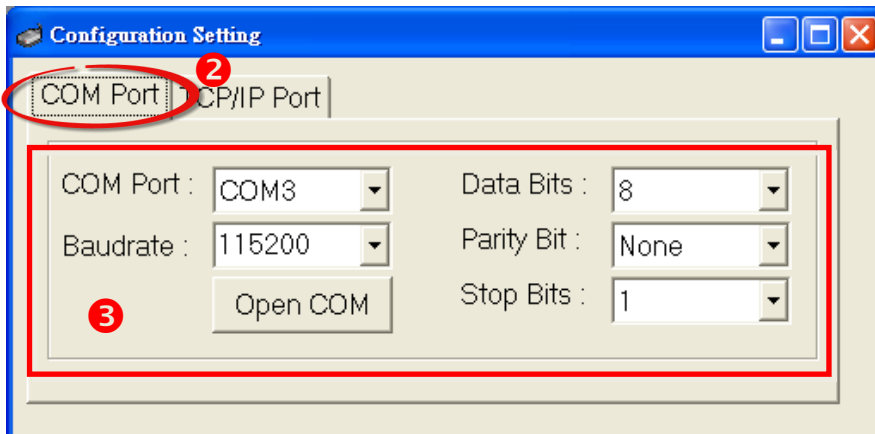 Configuration Setting
2
COM Port TCP/IP Port
COM Port : COM3 Data Bits : 8
Baudrate : 115200 Parity Bit : None
3 Open COM Stop Bits : 1